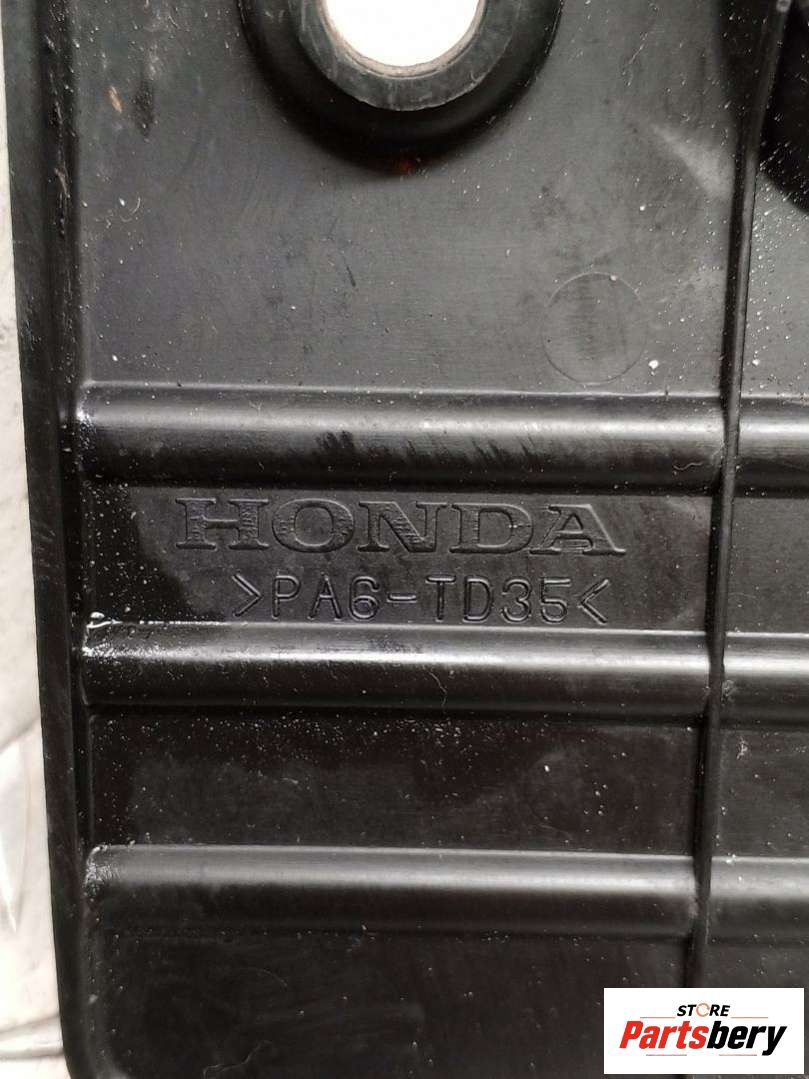 HONDA
>PA6-TD35<
STORE
Partsbery